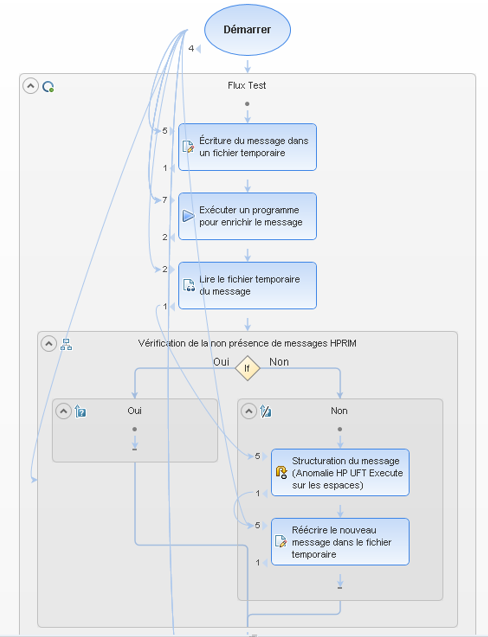 Démarrer
4
Flux Test
5
Écriture du message dans
un fichier temporaire
1
7
Exécuter un programme
pour enrichir le message
2
2
Lire le fichier temporaire
du message
1
Vérification de la non présence de messages HPRIM
Oui
If
Non
Oui
Non
5
Structuration du message
(Anomalie HP UFT Execute
sur les espaces)
1
5
Réécrire le nouveau
message dans le fichier
temporaire
1